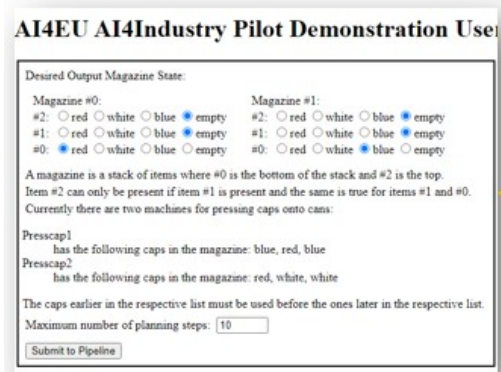 AI4EU AI4Industry Pilot Demonstration Use
Desired Output Magazine State:
Magazine #0:
#2: red white blue empty
#1: red white blue empty
#0: red white blue empty
Magazine #1:
#2: red white blue empty
#1: red white blue empty
#0: red white blue empty
A magazine is a stack of items where #0 is the bottom of the stack and #2 is the top.
Item #2 can only be present if item #1 is present and the same is true for items #1 and #0.
Currently there are two machines for pressing caps onto cans:
Presscap1
has the following caps in the magazine: blue, red, blue
Presscap2
has the following caps in the magazine: red, white, white
The caps earlier in the respective list must be used before the ones later in the respective list.
Maximum number of planning steps: 10
Submit to Pipeline